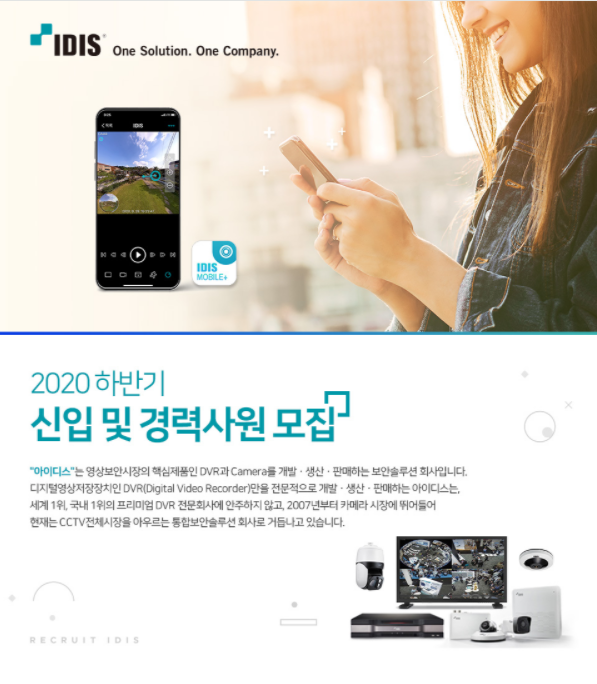 IDIS® One Solution. One Company.
IDIS
IDIS
MOBILE+
2020 하반기
신입 및 경력사원 모집
"아이디스"는 영상보안시장의 핵심제품인 DVR과 Camera를 개발 · 생산 · 판매하는 보안솔루션 회사입니다.
디지털영상저장장치인 DVR(Digital Video Recorder)만을 전문적으로 개발 · 생산 · 판매하는 아이디스는,
세계 1위, 국내 1위의 프리미엄 DVR 전문회사에 안주하지 않고, 2007년부터 카메라 시장에 뛰어들어
현재는 CCTV전체시장을 아우르는 통합보안솔루션 회사로 거듭나고 있습니다.
RECRUIT IDIS